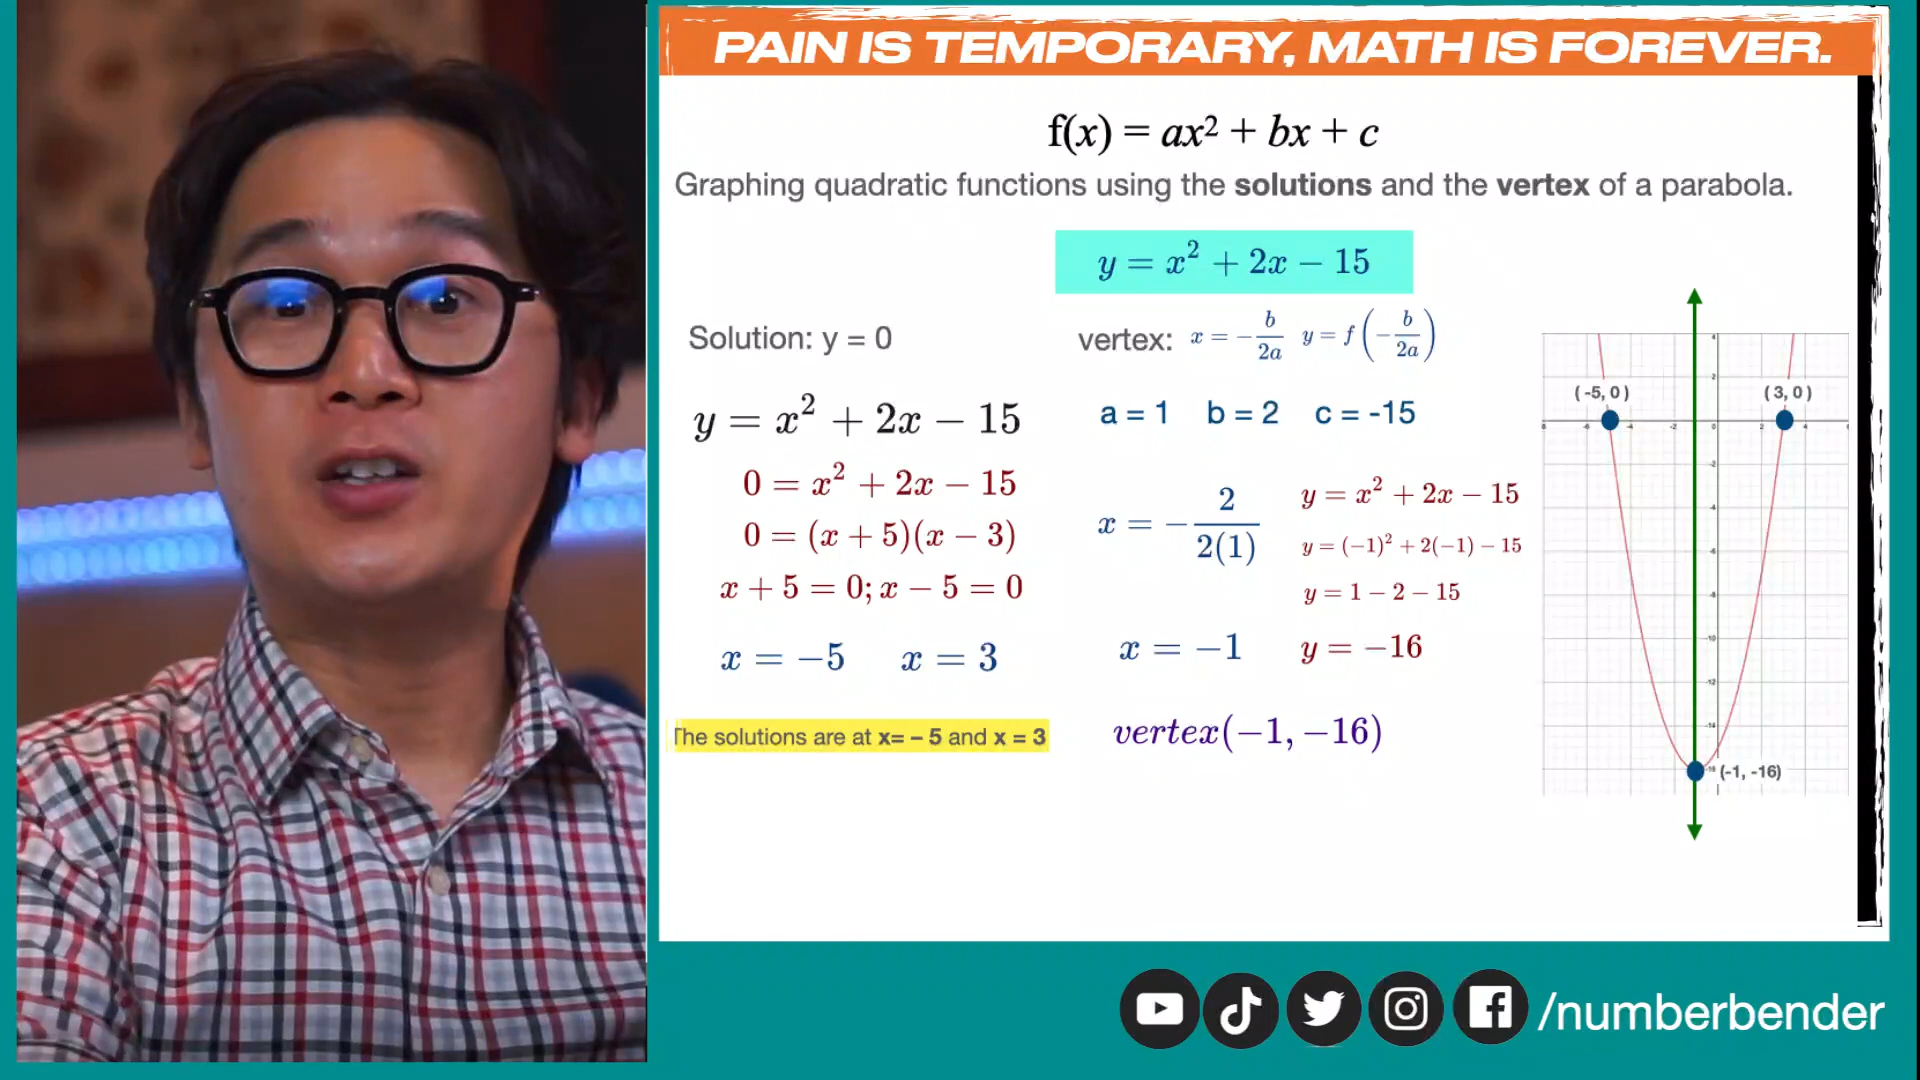 PAIN IS TEMPORARY, MATH IS FOREVER.
f(x) = ax² + bx + c
Graphing quadratic functions using the solutions and the vertex of a parabola.
y = x² + 2x − 15
Solution: y = 0
y = x² + 2x − 15
0 = x² + 2x − 15
0 = (x + 5)(x − 3)
x + 5 = 0; x − 5 = 0
x = −5 x = 3
The solutions are at x= – 5 and x = 3
vertex: x = −b/2a y = f(−b/2a)
a = 1 b = 2 c = -15
x = −2/2(1)
x = −1
y = x² + 2x − 15
y = (−1)² + 2(−1) − 15
y = 1 − 2 − 15
y = −16
vertex(−1, −16)
(-5, 0) (3, 0)
(-1, -16)
/numberbender